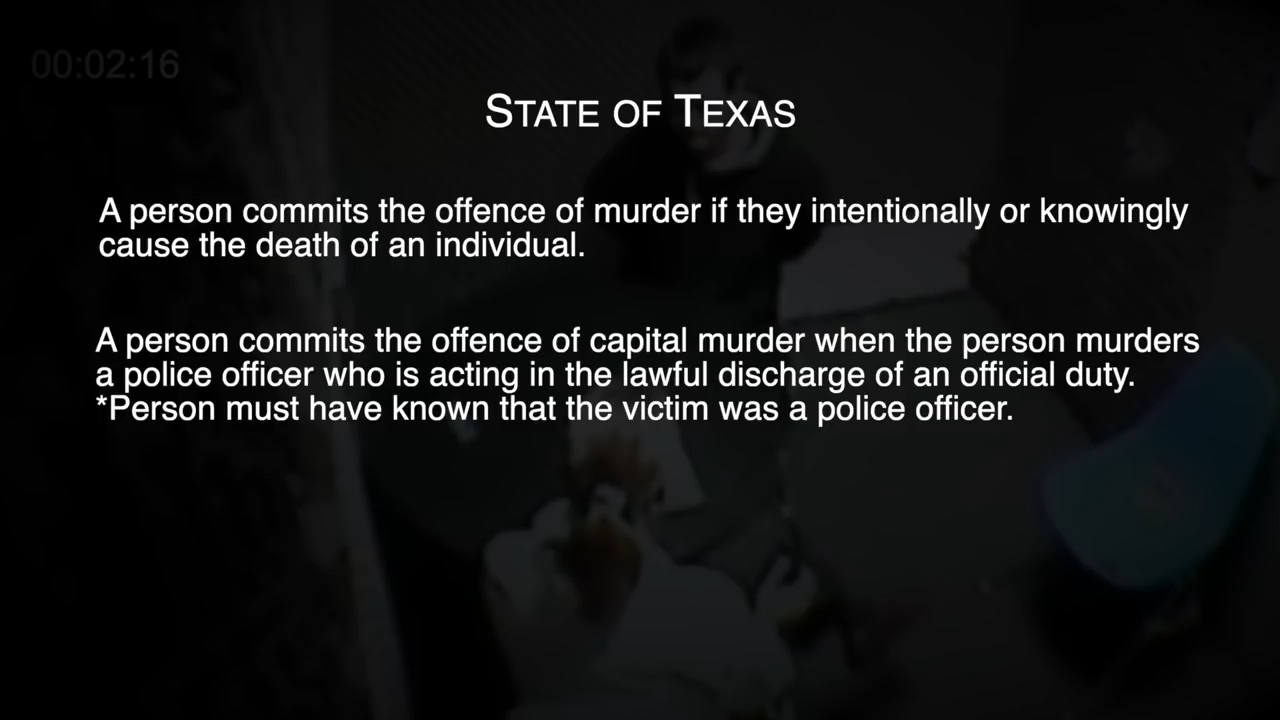 00:02:16
STATE OF TEXAS
A person commits the offence of murder if they intentionally or knowingly
cause the death of an individual.
A person commits the offence of capital murder when the person murders
a police officer who is acting in the lawful discharge of an official duty.
*Person must have known that the victim was a police officer.